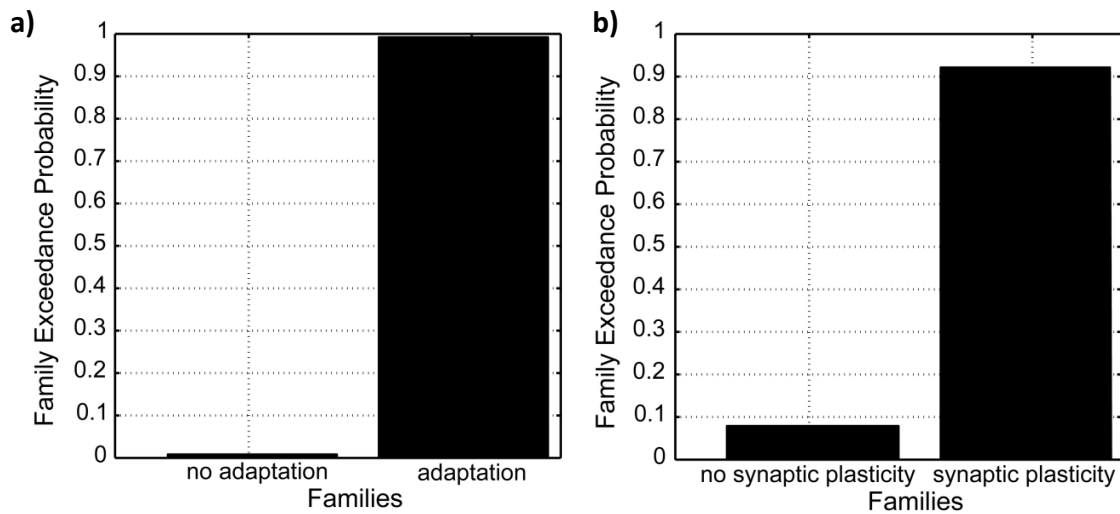 a)
Family Exceedance Probability
1
0.9
0.8
0.7
0.6
0.5
0.4
0.3
0.2
0.1
0
no adaptation adaptation
Families
b)
Family Exceedance Probability
1
0.9
0.8
0.7
0.6
0.5
0.4
0.3
0.2
0.1
0
no synaptic plasticity synaptic plasticity
Families